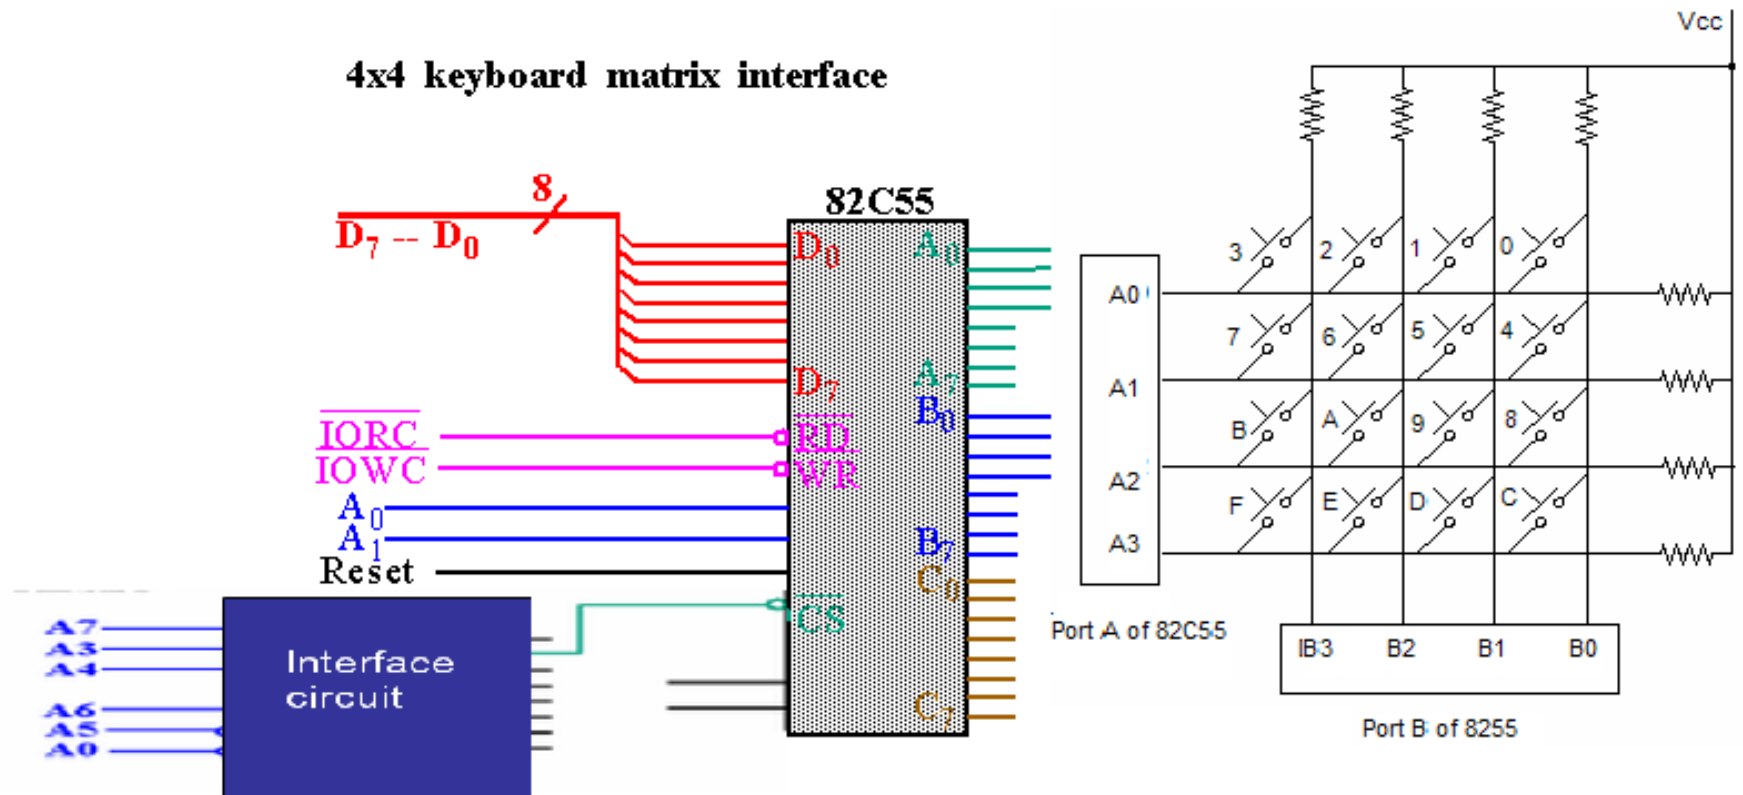 Vcc
4x4 keyboard matrix interface
8
D7 -- D0
82C55
D0
D7
IORC
IOWC
RD
WR
A0
A1
Reset
CS
A7
A3
A4
A6
A5
A0
Interface
circuit
A0
A7
B0
B7
C0
C7
A0
A1
A2
A3
Port A of 82C55
3 2 1 0
7 6 5 4
B A 9 8
F E D C
IB3 B2 B1 B0
Port B of 8255